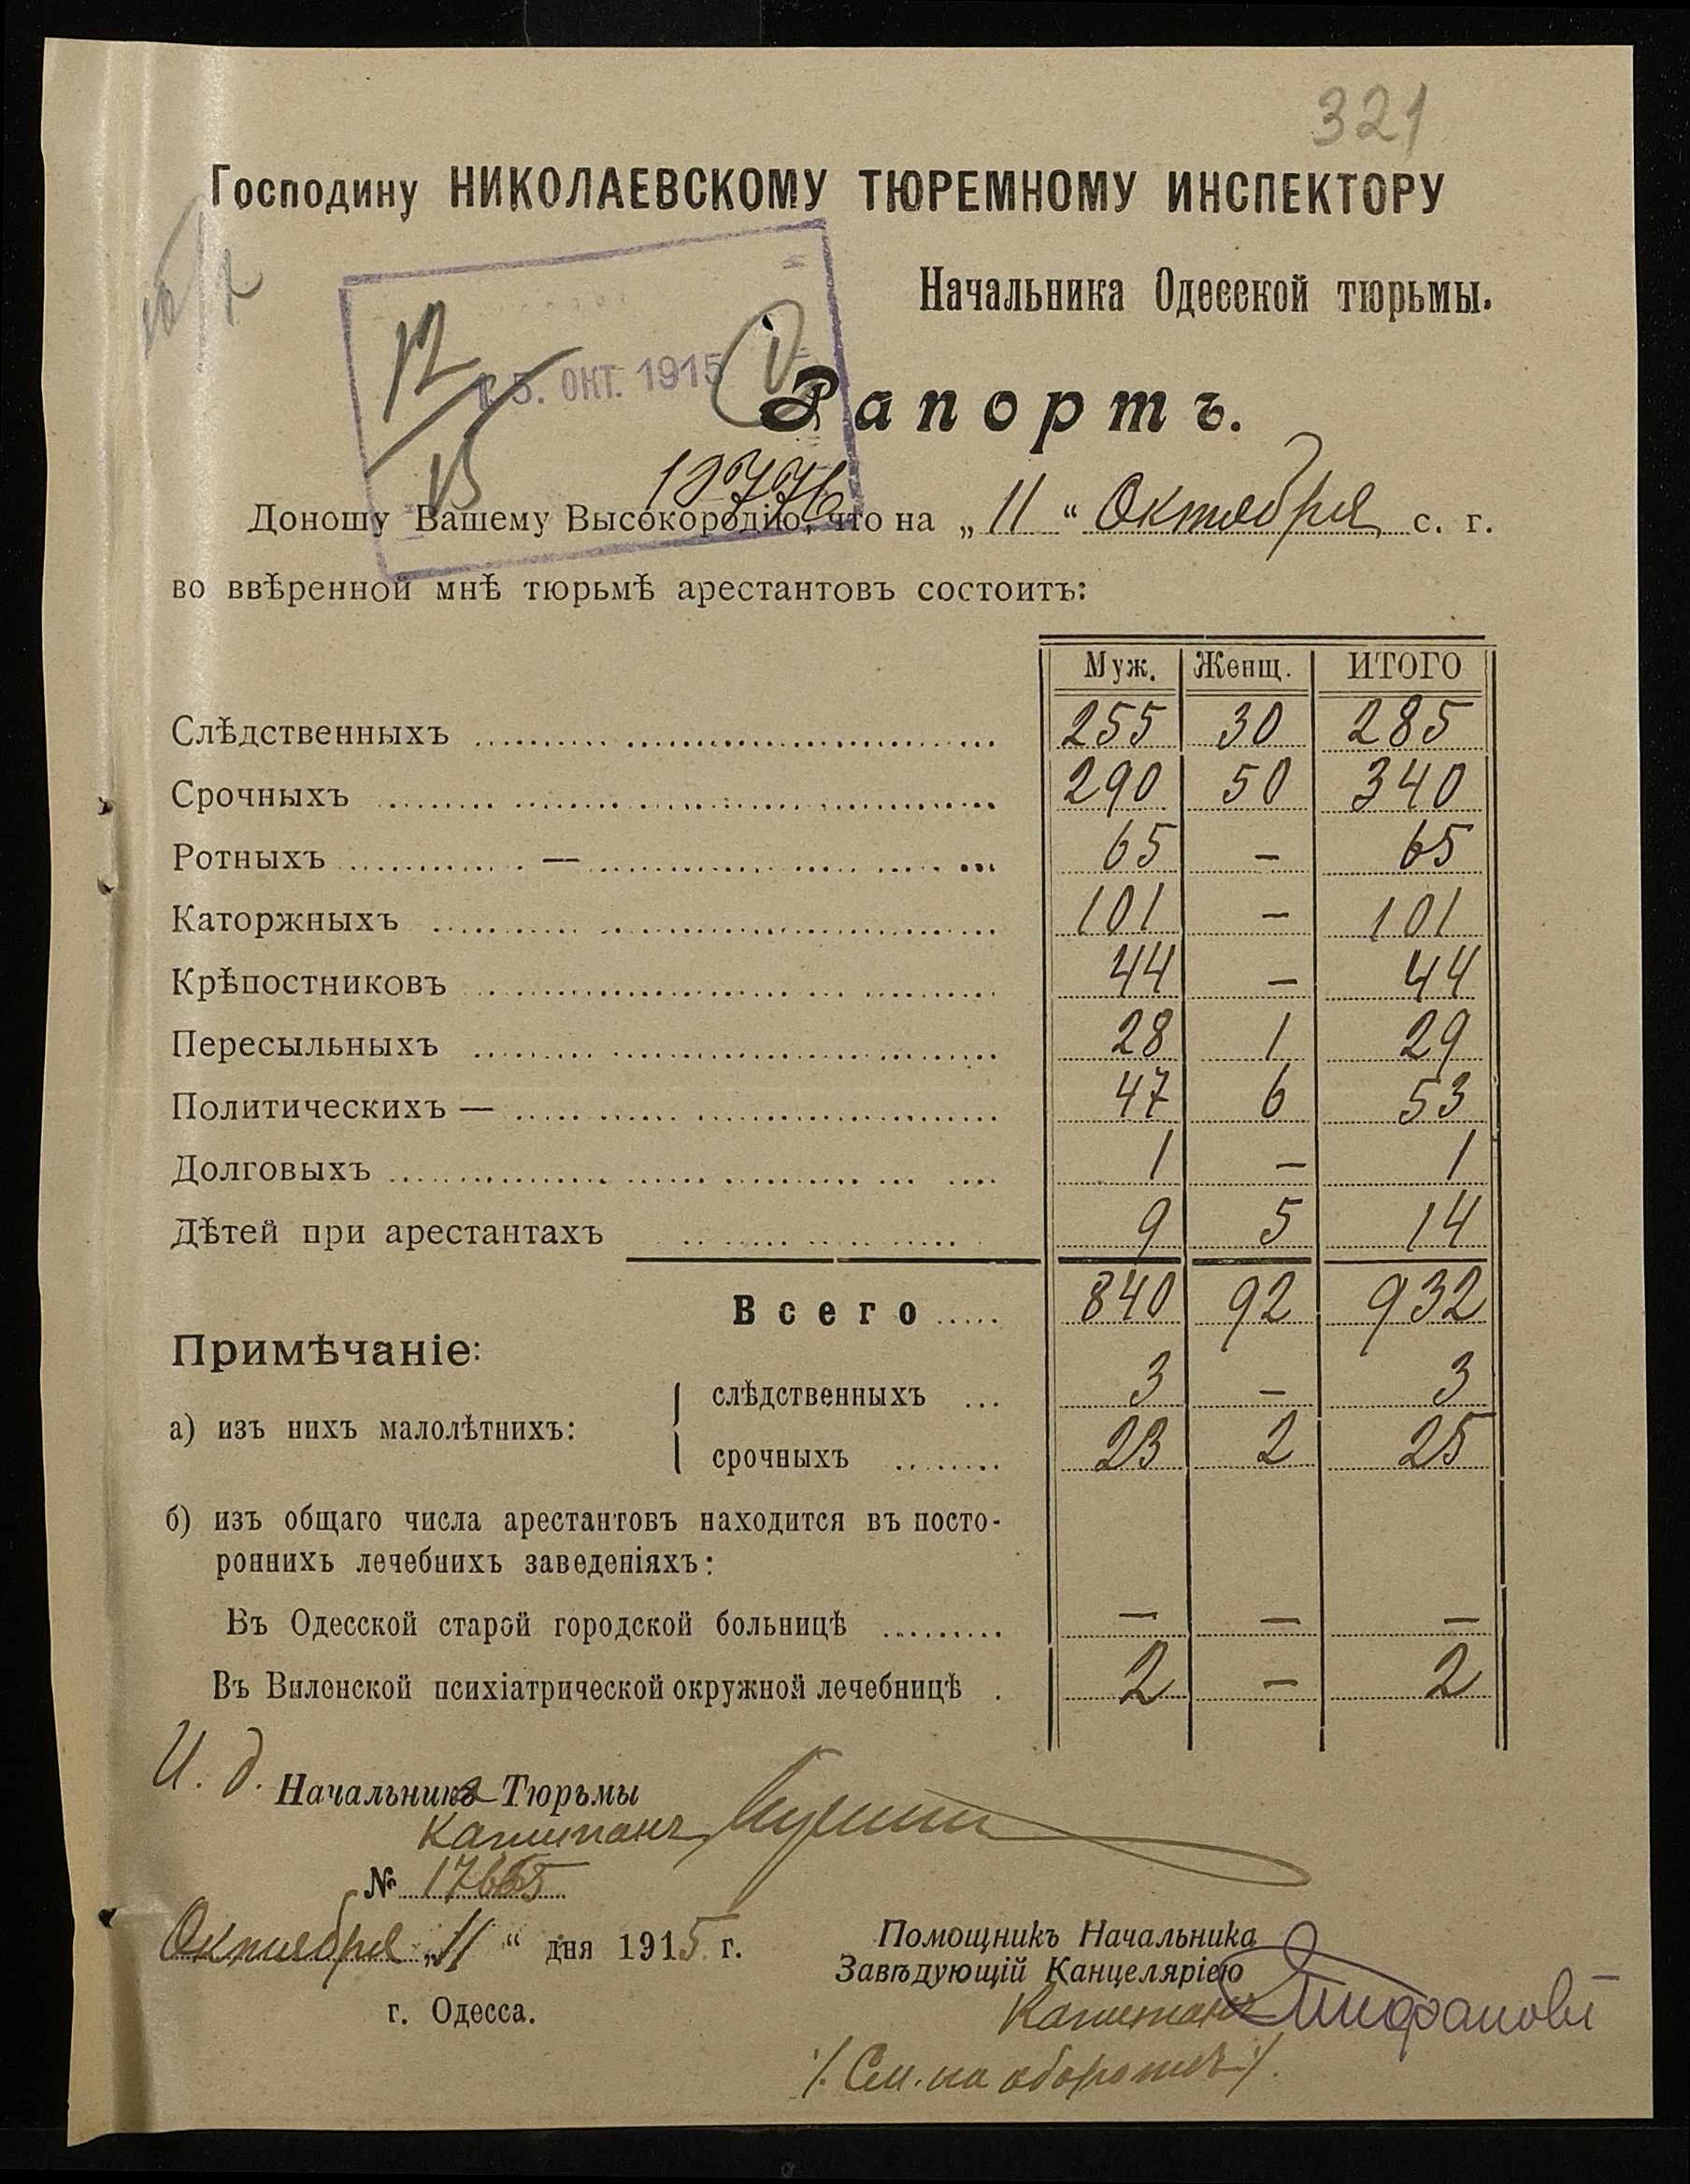 321
Господину НИКОЛАЕВСКОМУ ТЮРЕМНОМУ ИНСПЕКТОРУ
Начальника Одесской тюрьмы.
12
15. ОКТ. 1915
15
Рапортъ.
Доношу Вашему Высокородію, что на „11“ Октября с. г.
во ввѣренной мнѣ тюрьмѣ арестантовъ состоитъ:
Муж. Женщ. ИТОГО
Слѣдственныхъ 255 30 285
Срочныхъ 290 50 340
Ротныхъ — 65 – 65
Каторжныхъ 101 – 101
Крѣпостниковъ 44 – 44
Пересыльныхъ 28 1 29
Политическихъ — 47 6 53
Долговыхъ 1 – 1
Дѣтей при арестантахъ 9 5 14
Всего 840 92 932
Примѣчаніе:
а) изъ нихъ малолѣтнихъ:
слѣдственныхъ 3 – 3
срочныхъ 23 2 25
б) изъ общаго числа арестантовъ находится въ посто-
роннихъ лечебнихъ заведеніяхъ:
Въ Одесской старой городской больницѣ – – –
Въ Виленской психіатрической окружной лечебницѣ . 2 – 2
И. д. Начальника Тюрьмы
Капитанъ
№ 17665
Октября „11“ дня 1915 г.
г. Одесса.
Помощникъ Начальника
Завѣдующій Канцеляріею
Капитанъ
/. См. на оборотѣ /.